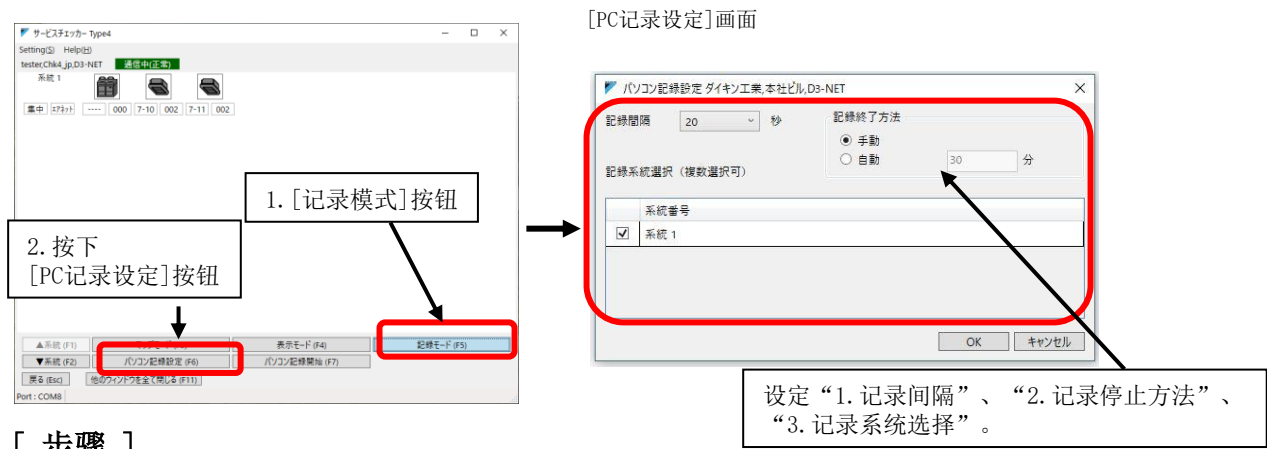 [PC记录设定]画面
サービスチェッカー Type4
Setting(S) Help(H)
tester,Chk4_jp,D3-NET 通信中(正常)
系統 1
集中 ｴｱﾈｯﾄ ---- 000 7-10 002 7-11 002
1.[记录模式]按钮
2.按下
[PC记录设定]按钮
▲系統 (F1)
表示モード (F4)
記録モード (F5)
▼系統 (F2)
パソコン記録設定 (F6)
パソコン記録開始 (F7)
戻る (Esc)
他のウィンドウを全て閉じる (F11)
Port : COM8
パソコン記録設定 ダイキン工業,本社ビル,D3-NET
記録間隔 20 秒
記録終了方法
手動
自動 30 分
記録系統選択（複数選択可）
系統番号
系統 1
OK キャンセル
设定“1.记录间隔”、“2.记录停止方法”、
“3.记录系统选择”。
[ 步骤 ]